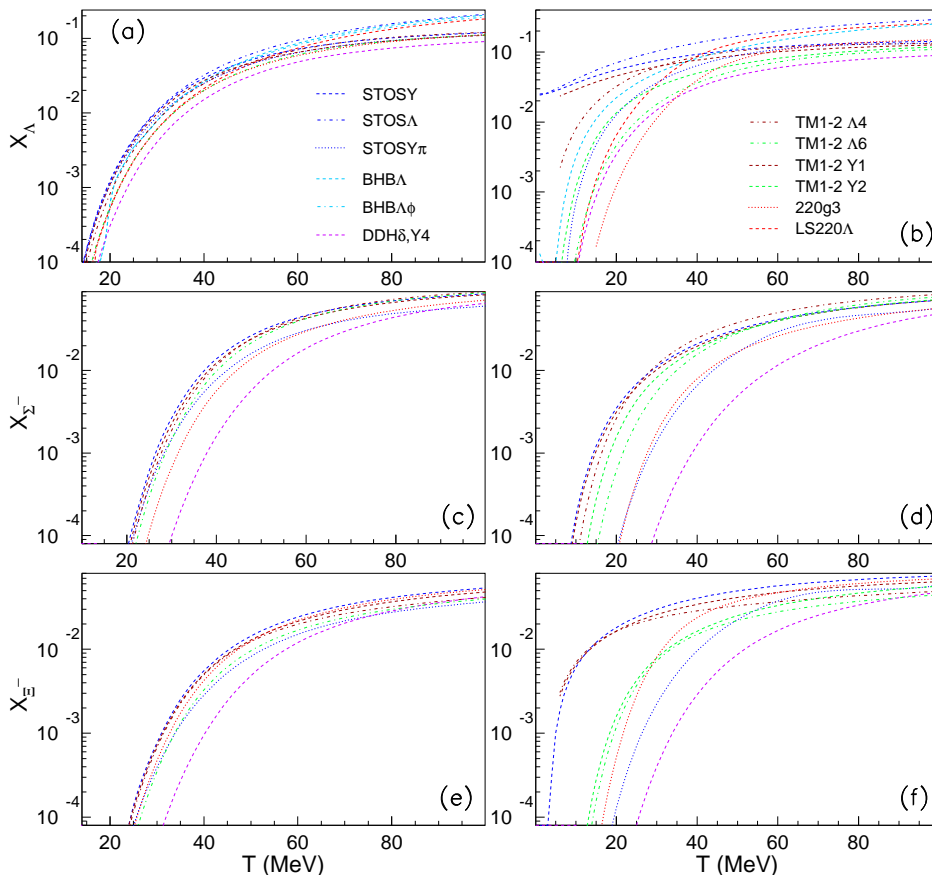 (a)
X_Λ
10^-1
10^-2
10^-3
10^-4
STOSY
STOSΛ
STOSYπ
BHBΛ
BHBΛϕ
DDHδ,Y4
20 40 60 80
(b)
10^-1
10^-2
10^-3
10^-4
TM1-2 Λ4
TM1-2 Λ6
TM1-2 Y1
TM1-2 Y2
220g3
LS220Λ
20 40 60 80
(c)
X_Σ^-
10^-2
10^-3
10^-4
20 40 60 80
(d)
10^-2
10^-3
10^-4
20 40 60 80
(e)
X_Ξ^-
10^-2
10^-3
10^-4
20 40 60 80
T (MeV)
(f)
10^-2
10^-3
10^-4
20 40 60 80
T (MeV)